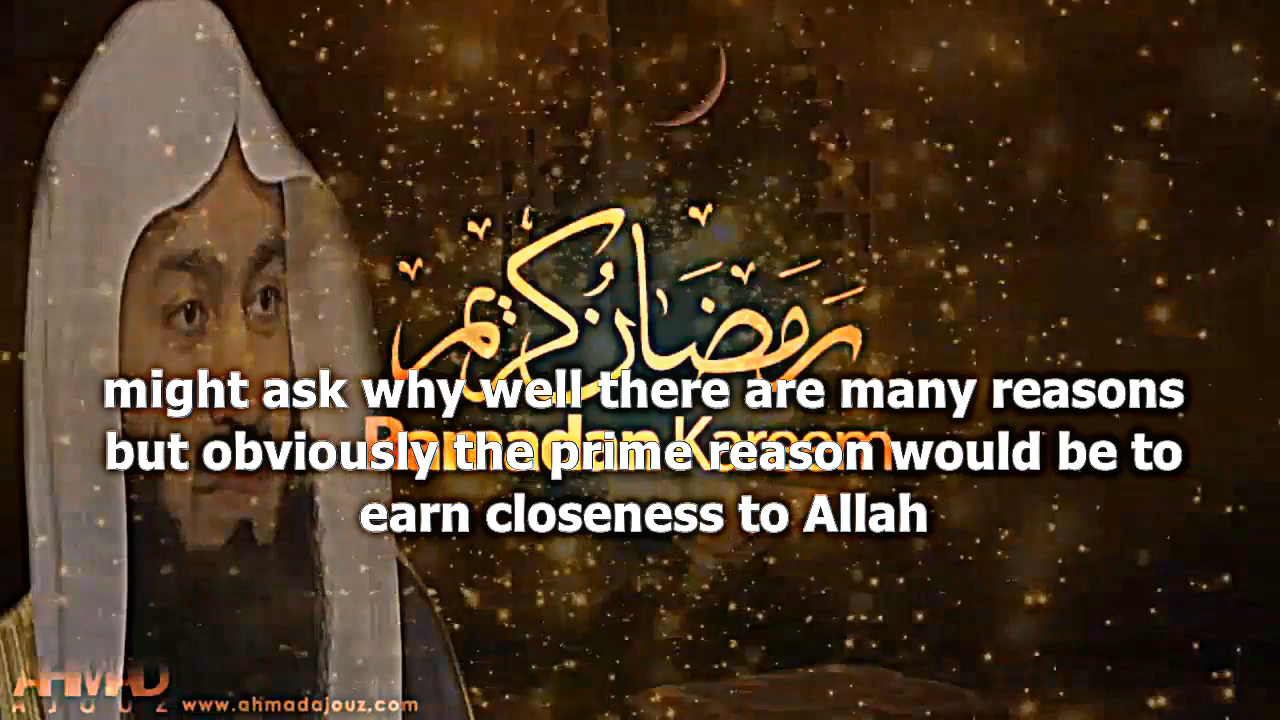 رمضان كريم
might ask why well there are many reasons
Ramadan Kareem
but obviously the prime reason would be to
earn closeness to Allah
AHMAD
AJOUZ www.ahmadajouz.com